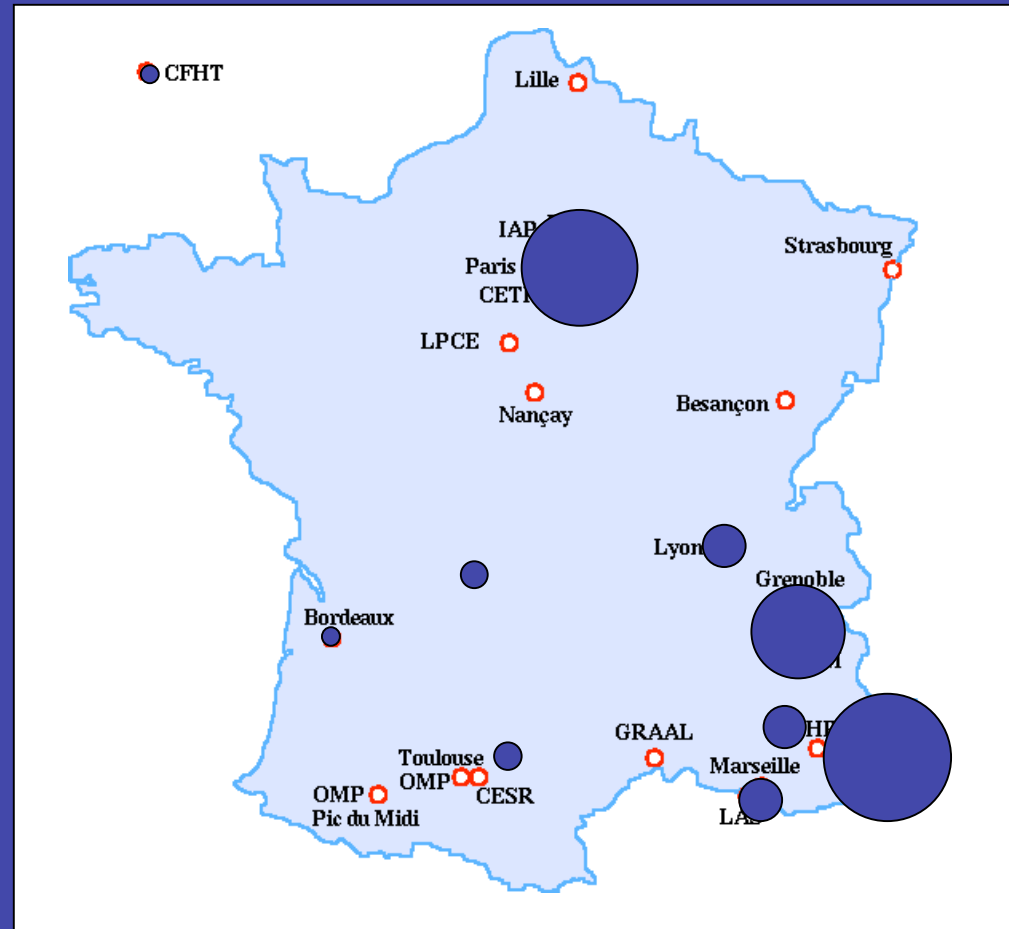 CFHT
Lille
IAP
Strasbourg
Paris
LPCE
Besançon
Nançay
Lyon
Grenoble
Bordeaux
GRAAL
Toulouse
Marseille
OMP
OMP
CESR
Pic du Midi